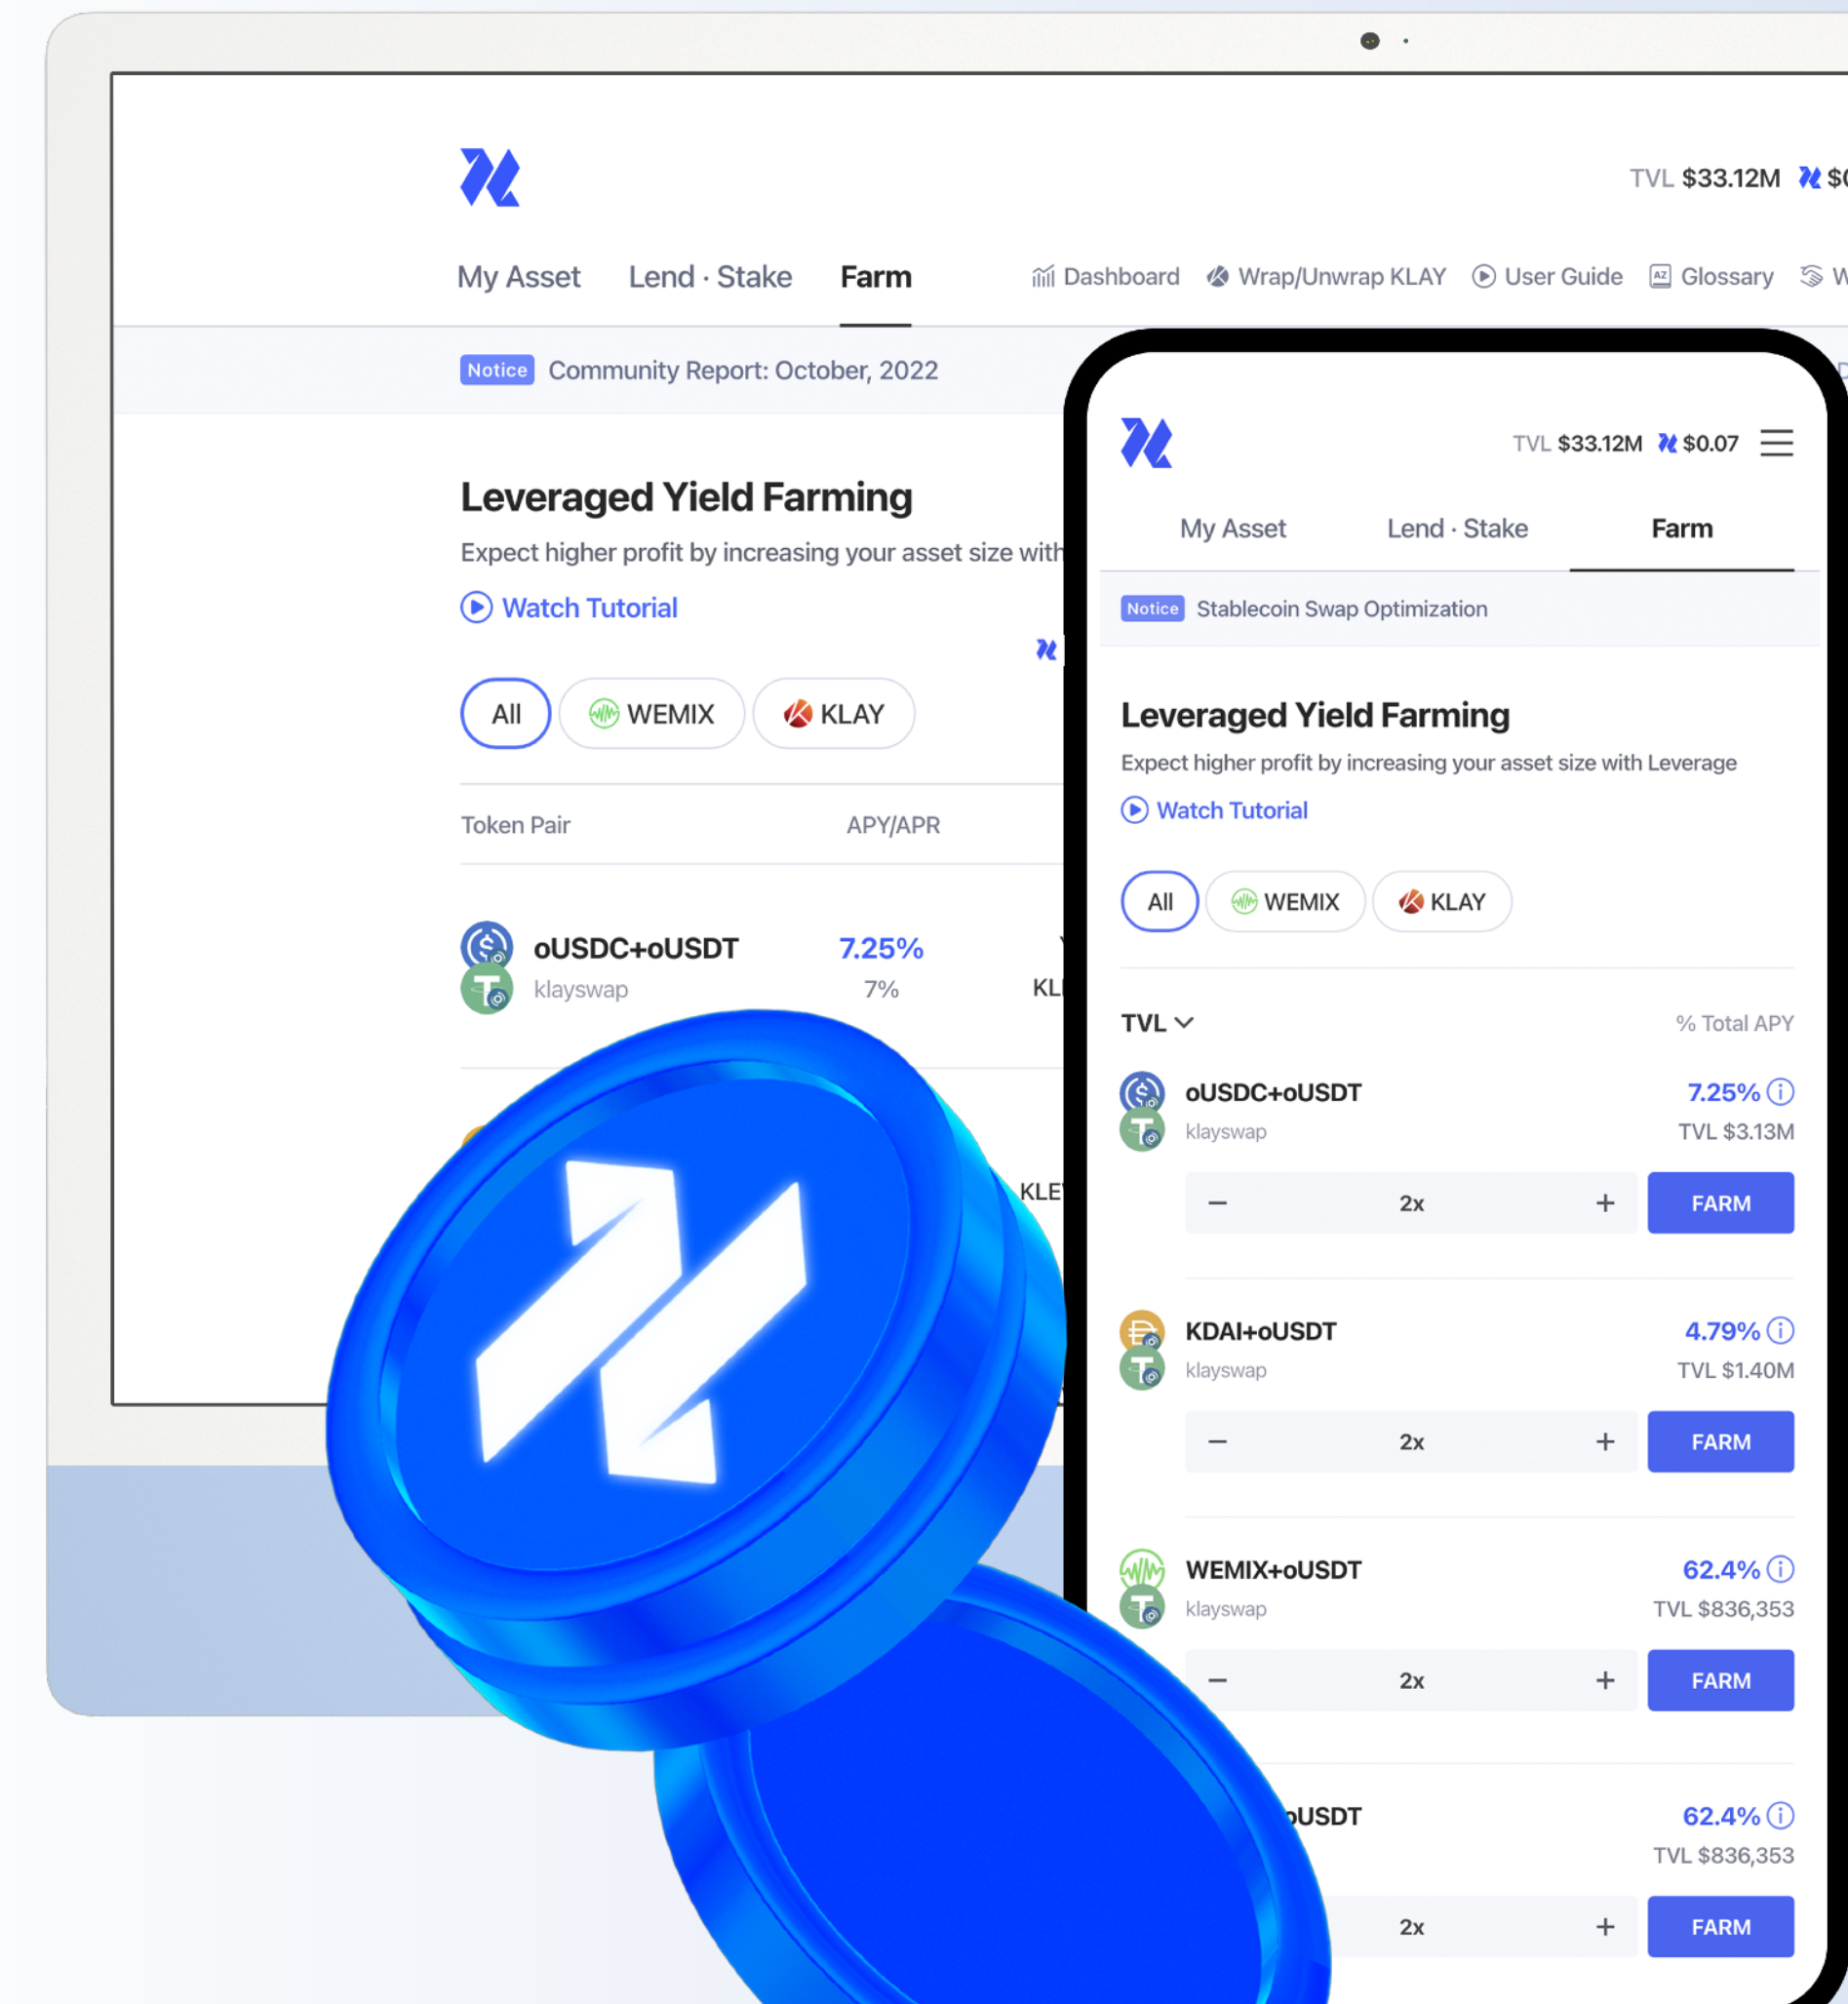 TVL $33.12M
My Asset Lend · Stake Farm Dashboard Wrap/Unwrap KLAY User Guide Glossary
Notice Community Report: October, 2022
Leveraged Yield Farming
Expect higher profit by increasing your asset size with
Watch Tutorial
All WEMIX KLAY
Token Pair APY/APR
oUSDC+oUSDT 7.25%
klayswap 7%
TVL $33.12M $0.07
My Asset Lend · Stake Farm
Notice Stablecoin Swap Optimization
Leveraged Yield Farming
Expect higher profit by increasing your asset size with Leverage
Watch Tutorial
All WEMIX KLAY
TVL % Total APY
oUSDC+oUSDT 7.25%
klayswap TVL $3.13M
− 2x + FARM
KDAI+oUSDT 4.79%
klayswap TVL $1.40M
− 2x + FARM
WEMIX+oUSDT 62.4%
klayswap TVL $836,353
− 2x + FARM
oUSDT 62.4%
TVL $836,353
2x + FARM